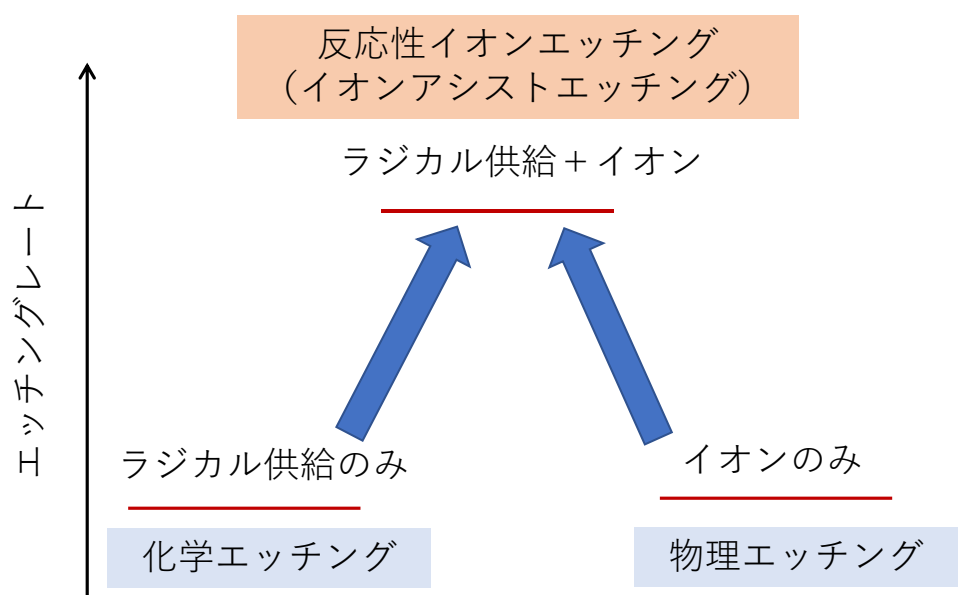 反応性イオンエッチング
（イオンアシストエッチング）
ラジカル供給＋イオン
エッチングレート
ラジカル供給のみ
イオンのみ
化学エッチング
物理エッチング